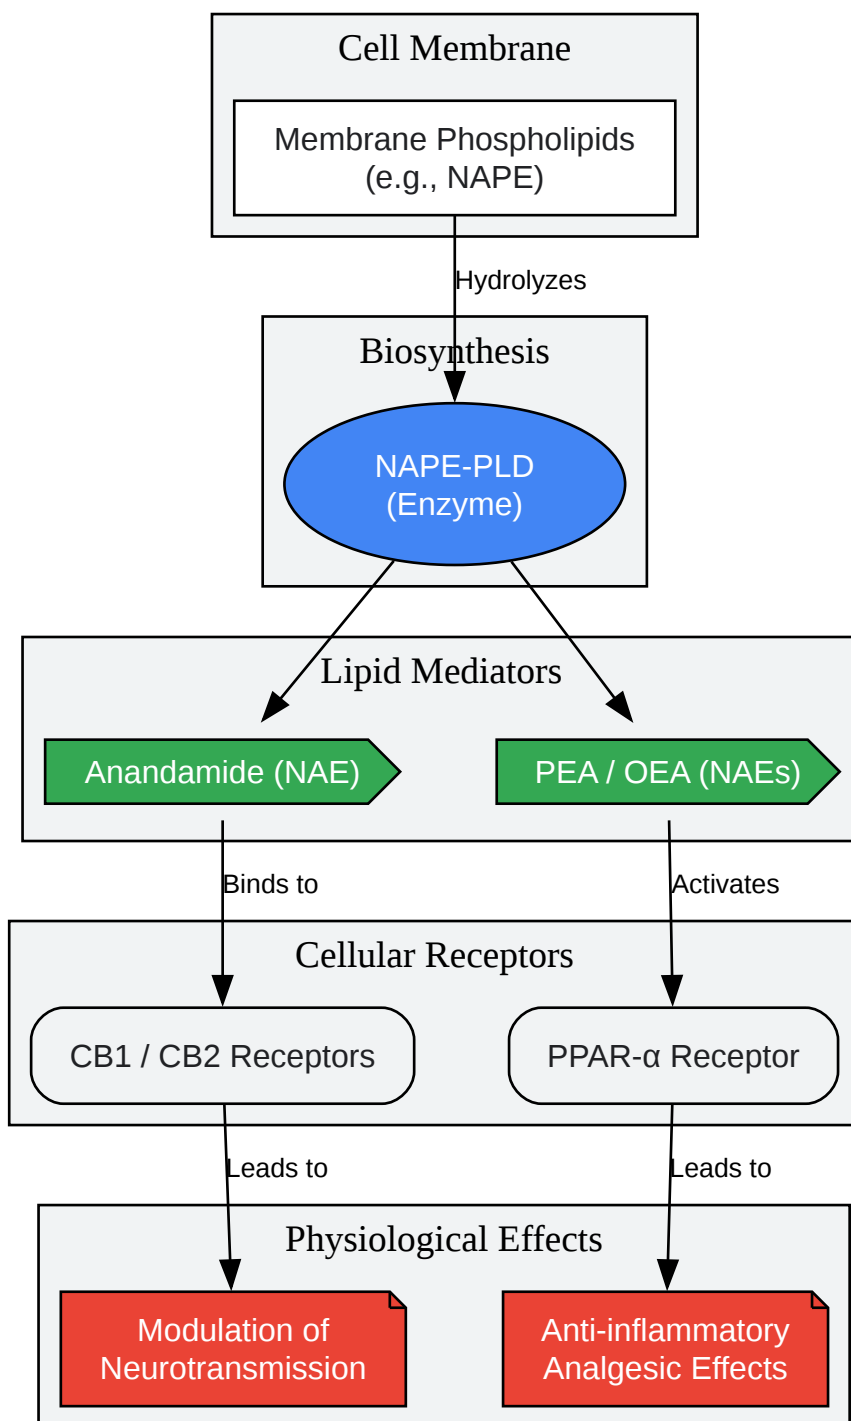 Cell Membrane
Membrane Phospholipids
(e.g., NAPE)
Hydrolyzes
Biosynthesis
NAPE-PLD
(Enzyme)
Lipid Mediators
Anandamide (NAE)
PEA / OEA (NAEs)
Binds to
Activates
Cellular Receptors
CB1 / CB2 Receptors
PPAR-α Receptor
Leads to
Leads to
Physiological Effects
Modulation of
Neurotransmission
Anti-inflammatory
Analgesic Effects